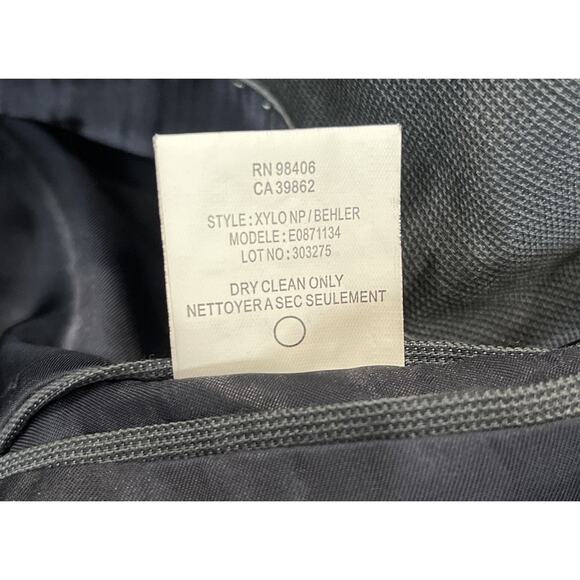 RN 98406
CA 39862
STYLE : XYLO NP / BEHLER
MODELE : E0871134
LOT NO : 303275
DRY CLEAN ONLY
NETTOYER A SEC SEULEMENT